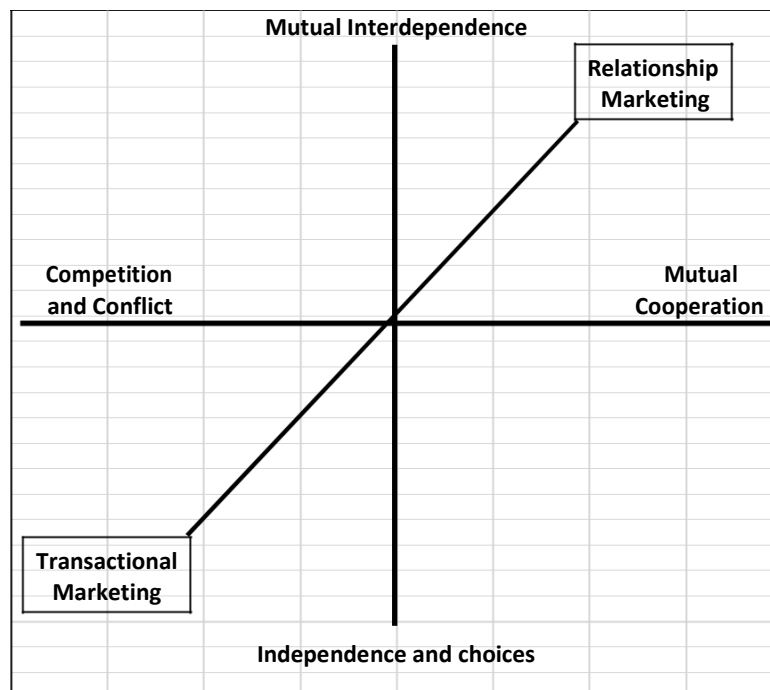 Mutual Interdependence
Relationship
Marketing
Competition
and Conflict
Mutual
Cooperation
Transactional
Marketing
Independence and choices